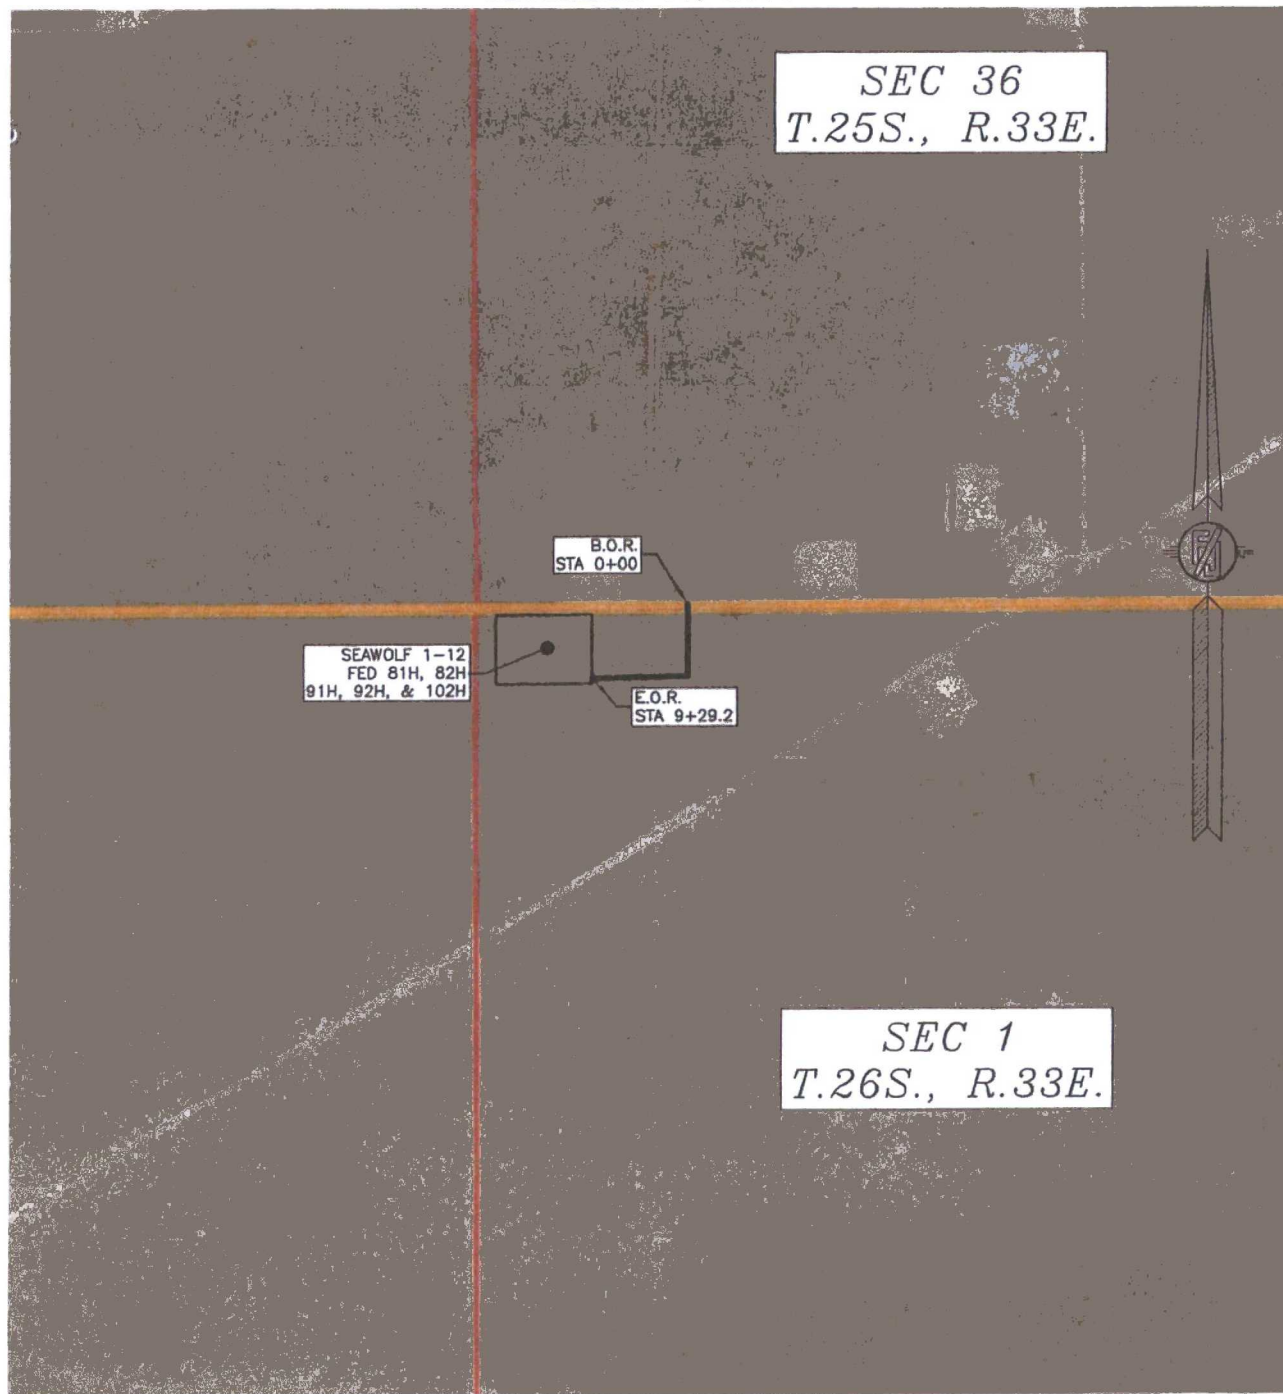 SEC 36
T.25S., R.33E.
B.O.R.
STA 0+00
SEAWOLF 1-12
FED 81H, 82H
91H, 92H, & 102H
E.O.R.
STA 9+29.2
SEC 1
T.26S., R.33E.